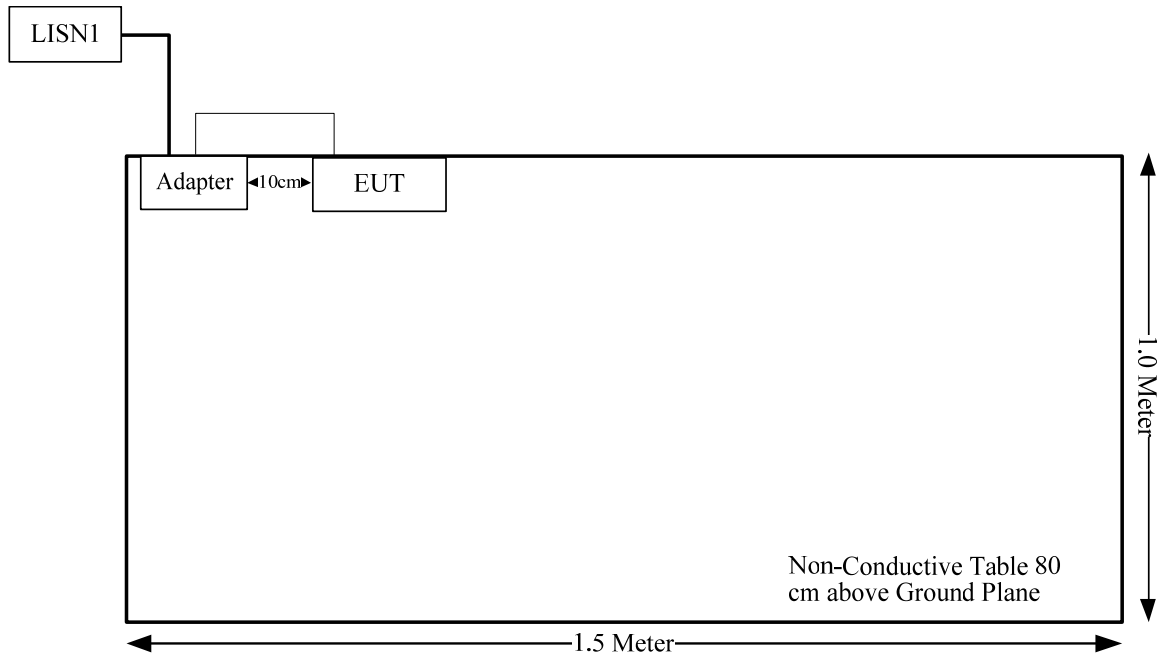 LISN1
Adapter
10cm
EUT
1.0 Meter
Non-Conductive Table 80
cm above Ground Plane
1.5 Meter